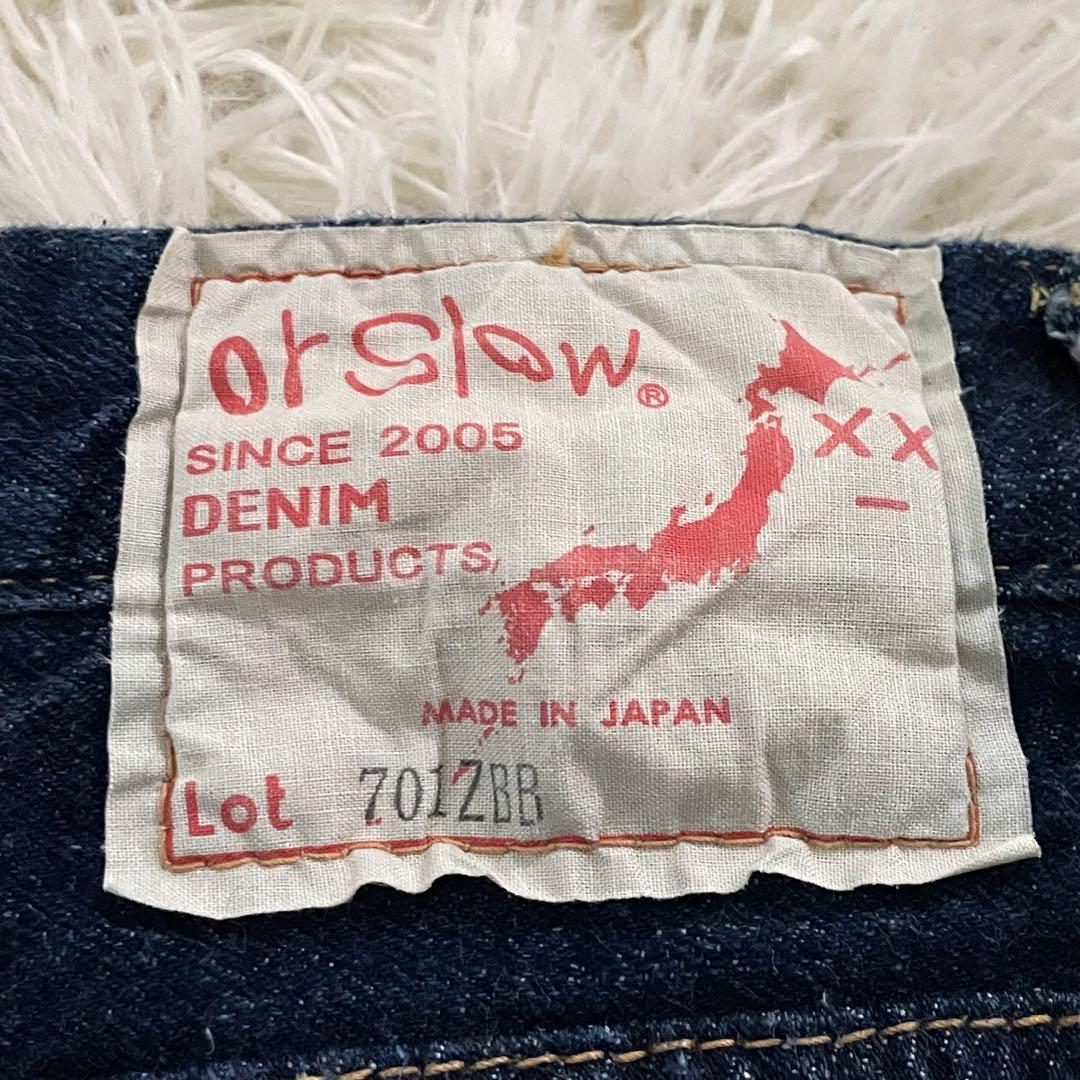 orSlow®
SINCE 2005
DENIM
PRODUCTS,
XX
–
MADE IN JAPAN
Lot 701ZBB